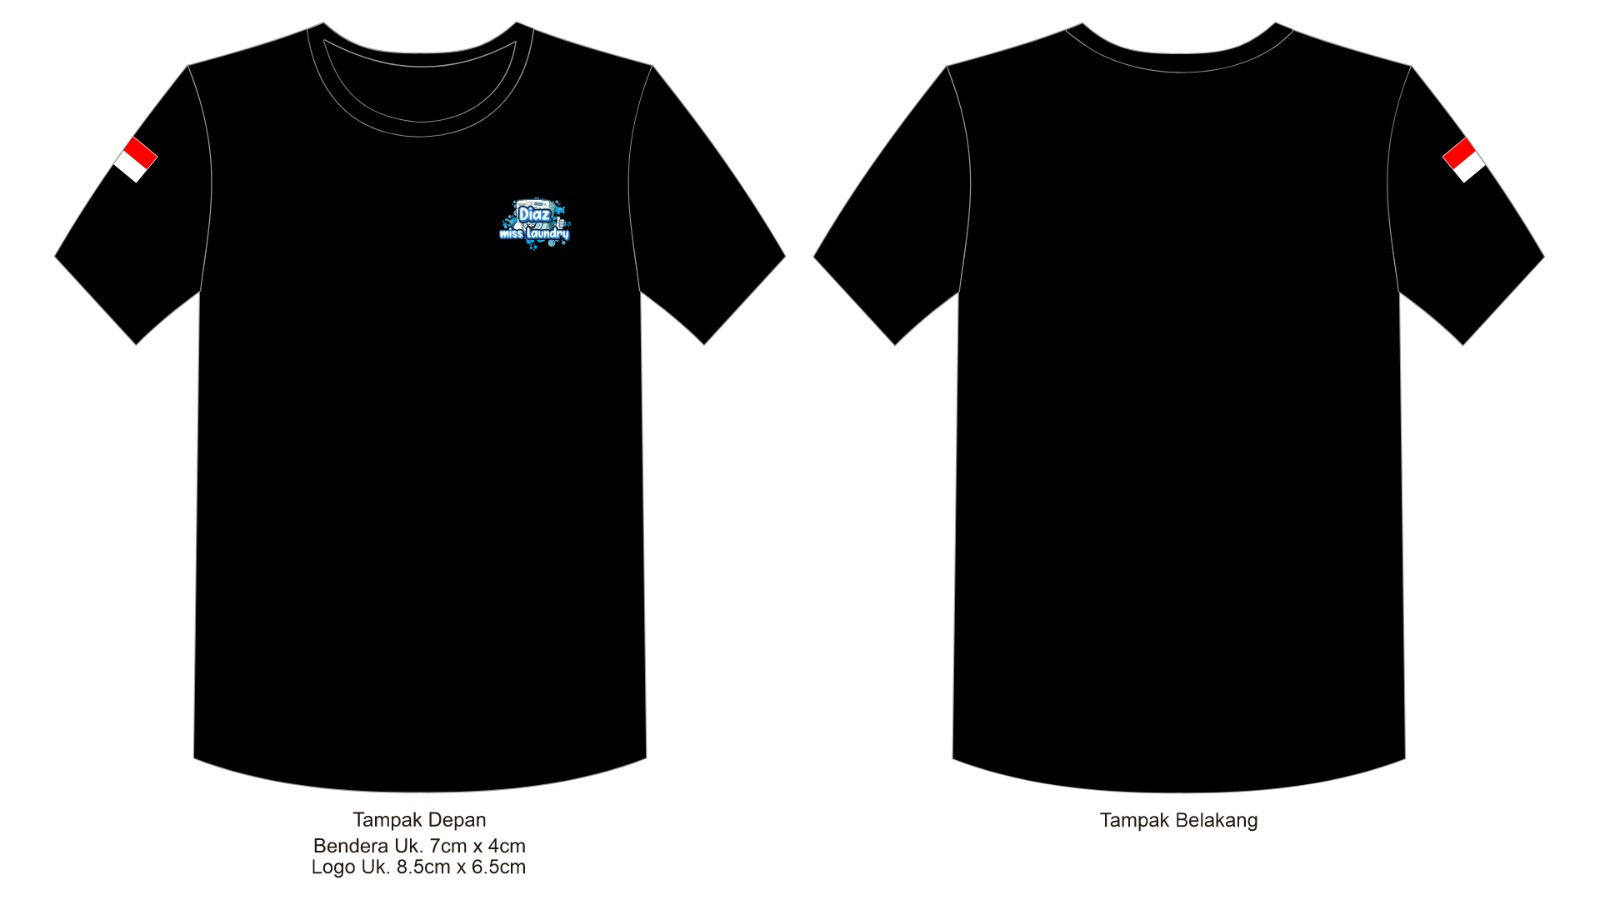 Diaz
miss laundry
Tampak Depan
Bendera Uk. 7cm x 4cm
Logo Uk. 8.5cm x 6.5cm
Tampak Belakang